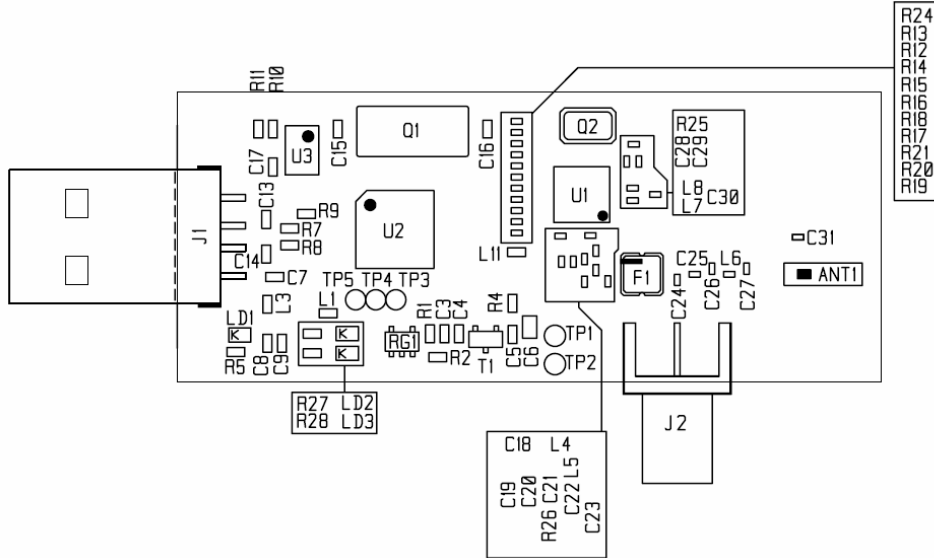 R24
R13
R12
R14
R15
R16
R18
R17
R21
R20
R19
R11
R10
C17
U3
C15
Q1
C16
Q2
R25
C28
C29
L8
L7
C30
U1
J1
C13
R9
R7
R8
C14
C7
U2
L11
C31
ANT1
F1
C24
C25
C26
L6
C27
TP5 TP4 TP3
L3
L1
LD1
R5
C8
C9
RG1
R1
C3
C4
R2
T1
R4
C5
C6
TP1
TP2
R27 LD2
R28 LD3
J2
C18 L4
C19
C20
R26
C21
L5
C22
C23